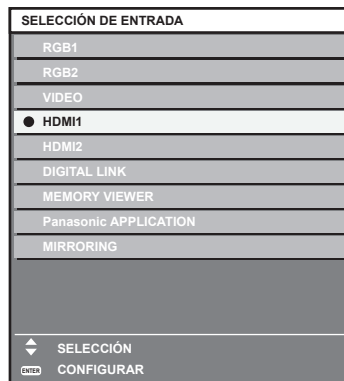 SELECCIÓN DE ENTRADA
RGB1
RGB2
VIDEO
HDMI1
HDMI2
DIGITAL LINK
MEMORY VIEWER
Panasonic APPLICATION
MIRRORING
SELECCIÓN
ENTER CONFIGURAR